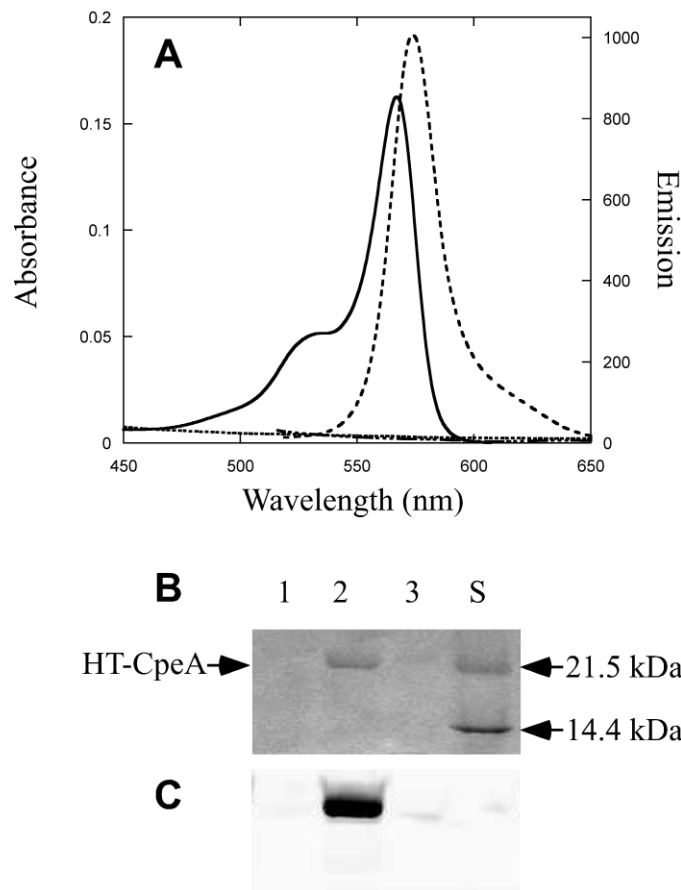 A
0.2
0.15
0.1
0.05
0
Absorbance
1000
800
600
400
200
0
Emission
450 500 550 600 650
Wavelength (nm)
B 1 2 3 S
HT-CpeA
21.5 kDa
14.4 kDa
C